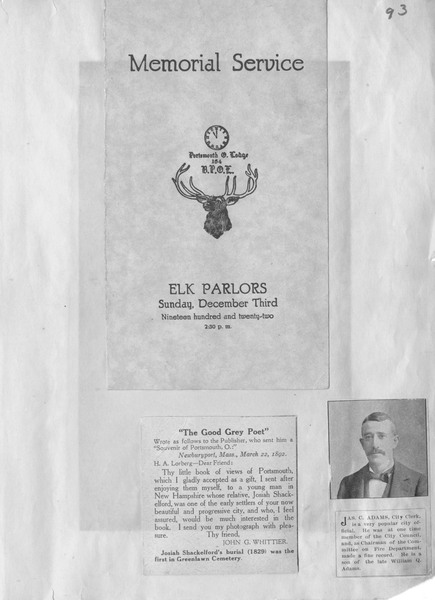 93
Memorial Service
Portsmouth O. Lodge
154
B.P.O.E.
ELK PARLORS
Sunday, December Third
Nineteen hundred and twenty-two
2:30 p. m.
"The Good Grey Poet"
Wrote as follows to the Publisher, who sent him a
"Souvenir of Portsmouth, O.:"
Newburyport, Mass., March 22, 1892.
H. A. Lorberg—Dear Friend:
Thy little book of views of Portsmouth,
which I gladly accepted as a gift, I sent after
enjoying them myself, to a young man in
New Hampshire whose relative, Josiah Shack-
elford, was one of the early settlers of your now
beautiful and progressive city, and who, I feel
assured, would be much interested in the
book. I send you my photograph with plea-
sure. Thy friend,
JOHN G. WHITTIER.
Josiah Shackelford's burial (1829) was the
first in Greenlawn Cemetery.
JAS. C. ADAMS, City Clerk,
is a very popular city of-
ficial. He was at one time
member of the City Council,
and, as Chairman of the Com-
mittee on Fire Department,
made a fine record. He is a
son of the late William Q.
Adams.